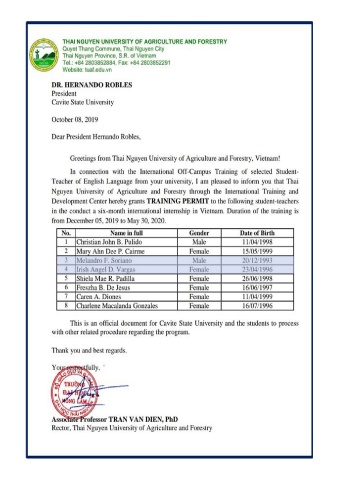 THAI NGUYEN UNIVERSITY OF AGRICULTURE AND FORESTRY
Quyet Thang Commune, Thai Nguyen City
Thai Nguyen Province, S.R. of Vietnam
Tel.: +84 2803852884, Fax: +84 2803852291
Website: tuaf.edu.vn
DR. HERNANDO ROBLES
President
Cavite State University
October 08, 2019
Dear President Hernando Robles,
Greetings from Thai Nguyen University of Agriculture and Forestry, Vietnam!
In connection with the International Off-Campus Training of selected Student-
Teacher of English Language from your university, I am pleased to inform you that Thai
Nguyen University of Agriculture and Forestry through the International Training and
Development Center hereby grants TRAINING PERMIT to the following student-teachers
in the conduct a six-month international internship in Vietnam. Duration of the training is
from December 05, 2019 to May 30, 2020.
No. Name in full Gender Date of Birth
1 Christian John B. Pulido Male 11/04/1998
2 Mary Ahn Dee P. Cairme Female 15/05/1999
3 Melandro F. Soriano Male 20/12/1993
4 Irish Angel D. Vargas Female 23/04/1996
5 Shiela Mae R. Padilla Female 26/06/1998
6 Freszha B. De Jesus Female 16/06/1997
7 Caren A. Diones Female 11/04/1999
8 Charlene Macalanda Gonzales Female 16/07/1996
This is an official document for Cavite State University and the students to process
with other related procedure regarding the program.
Thank you and best regards.
Your respectfully,
TRƯỜNG
ĐẠI HỌC
NÔNG LÂM
Associate Professor TRAN VAN DIEN, PhD
Rector, Thai Nguyen University of Agriculture and Forestry